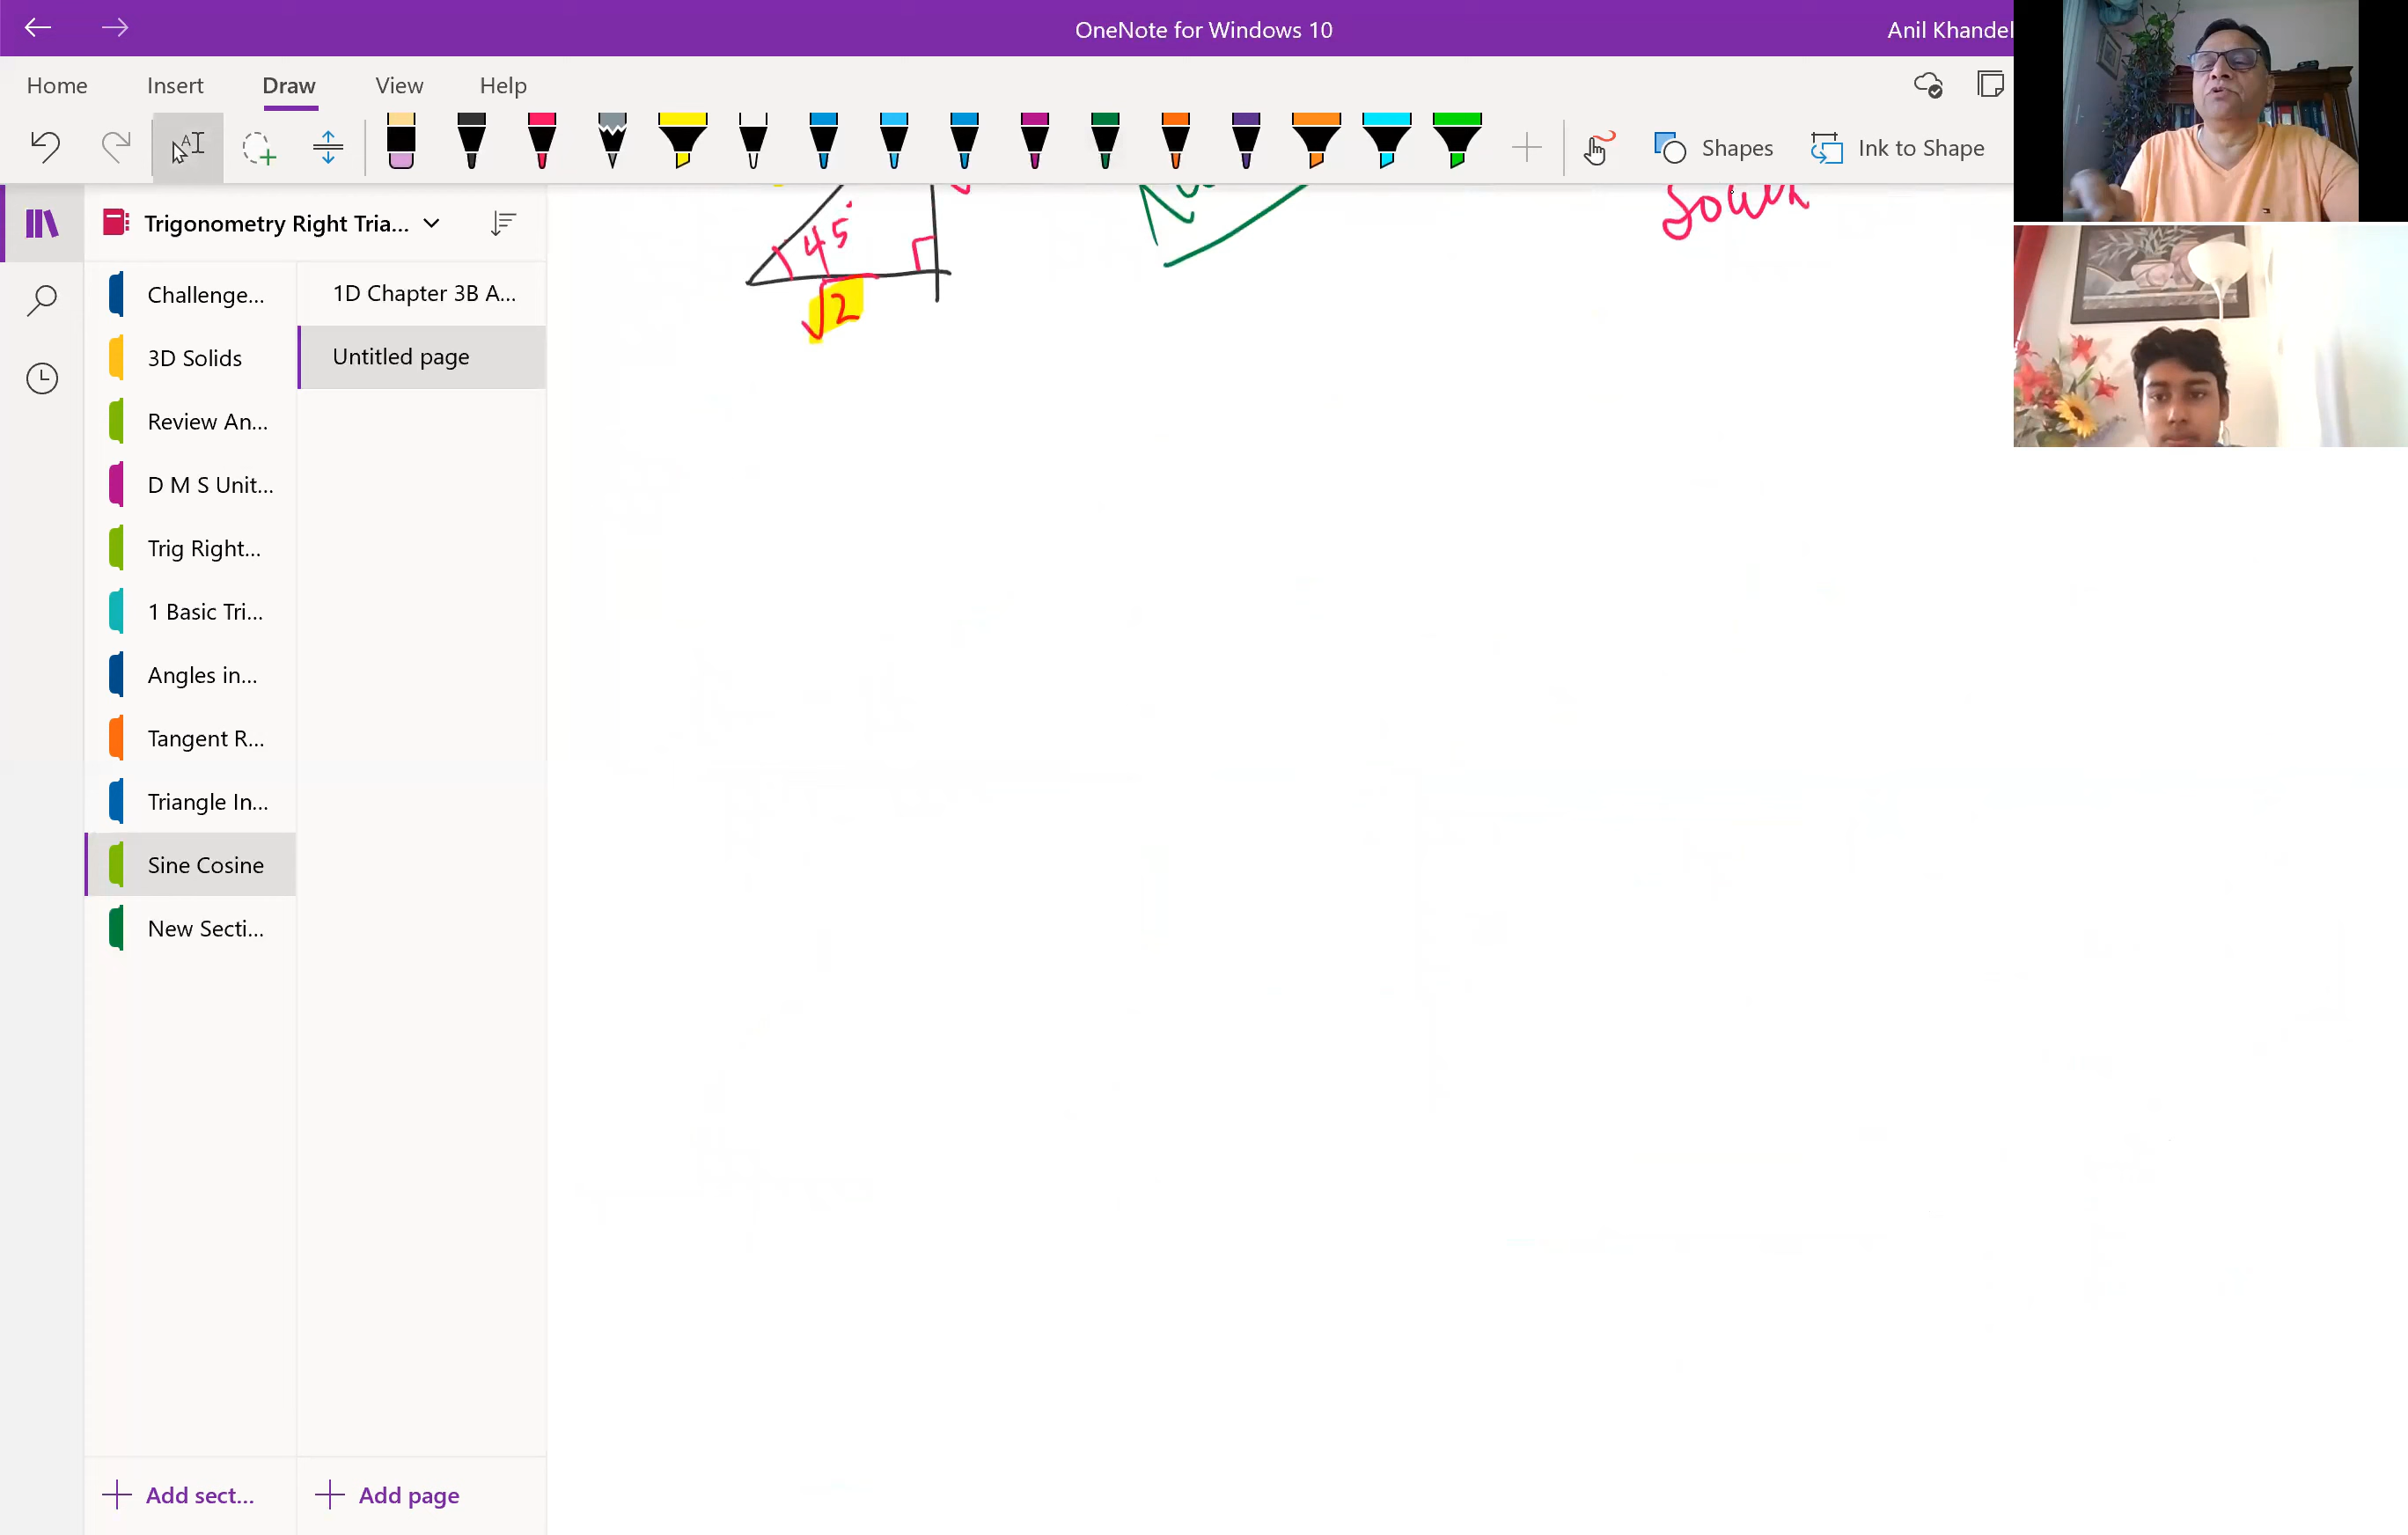 OneNote for Windows 10
Anil Khandel
Home Insert Draw View Help
Shapes
Ink to Shape
Trigonometry Right Tria...
Challenge...
3D Solids
Review An...
D M S Unit...
Trig Right...
1 Basic Tri...
Angles in...
Tangent R...
Triangle In...
Sine Cosine
New Secti...
1D Chapter 3B A...
Untitled page
45°
√2
Add sect...
Add page